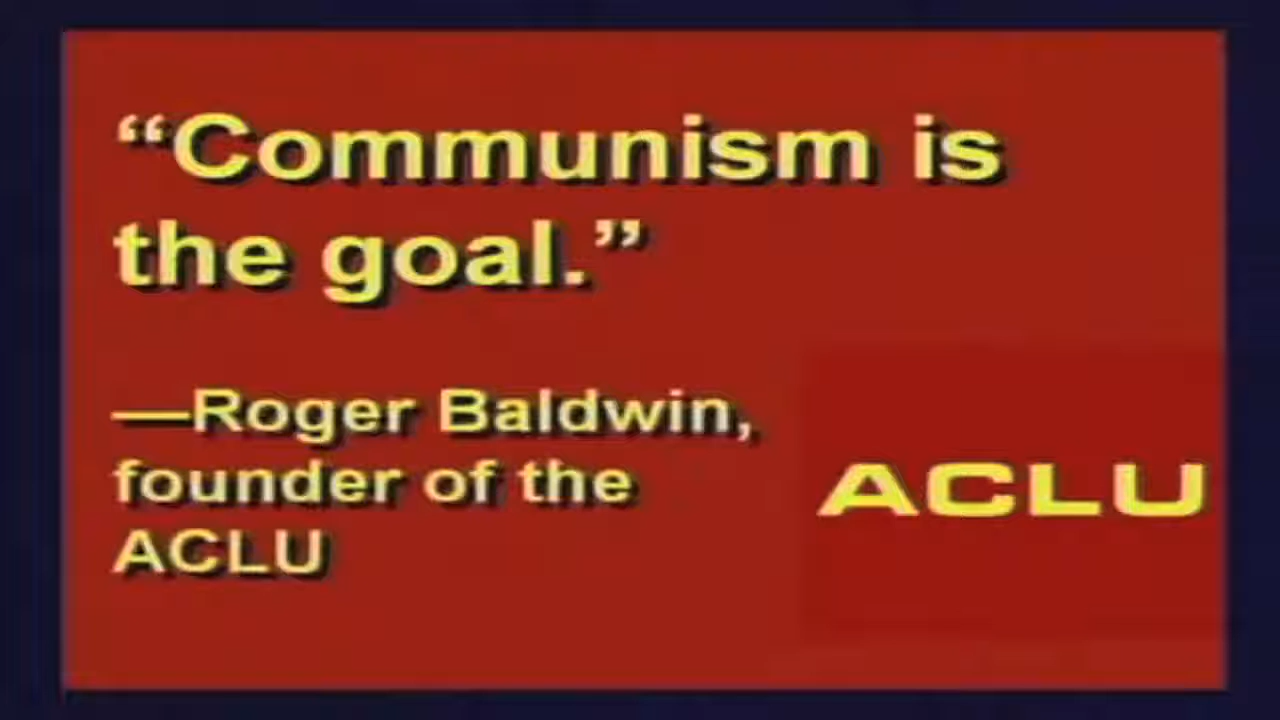 “Communism is
the goal.”
—Roger Baldwin,
founder of the
ACLU
ACLU